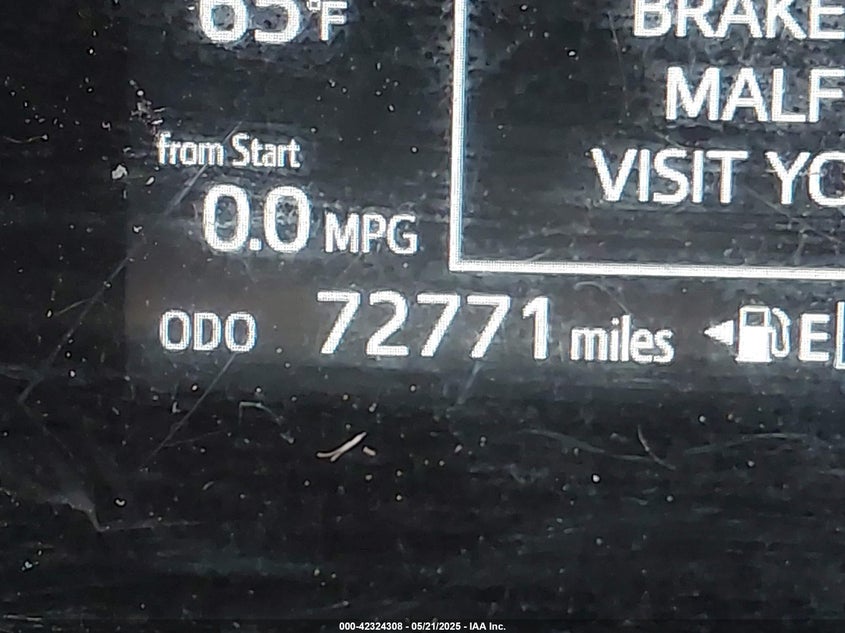 65°F
BRAKE
MALF
VISIT YO
from Start
0.0 MPG
ODO 72771 miles
E
000-42324308 - 05/21/2025 - IAA Inc.